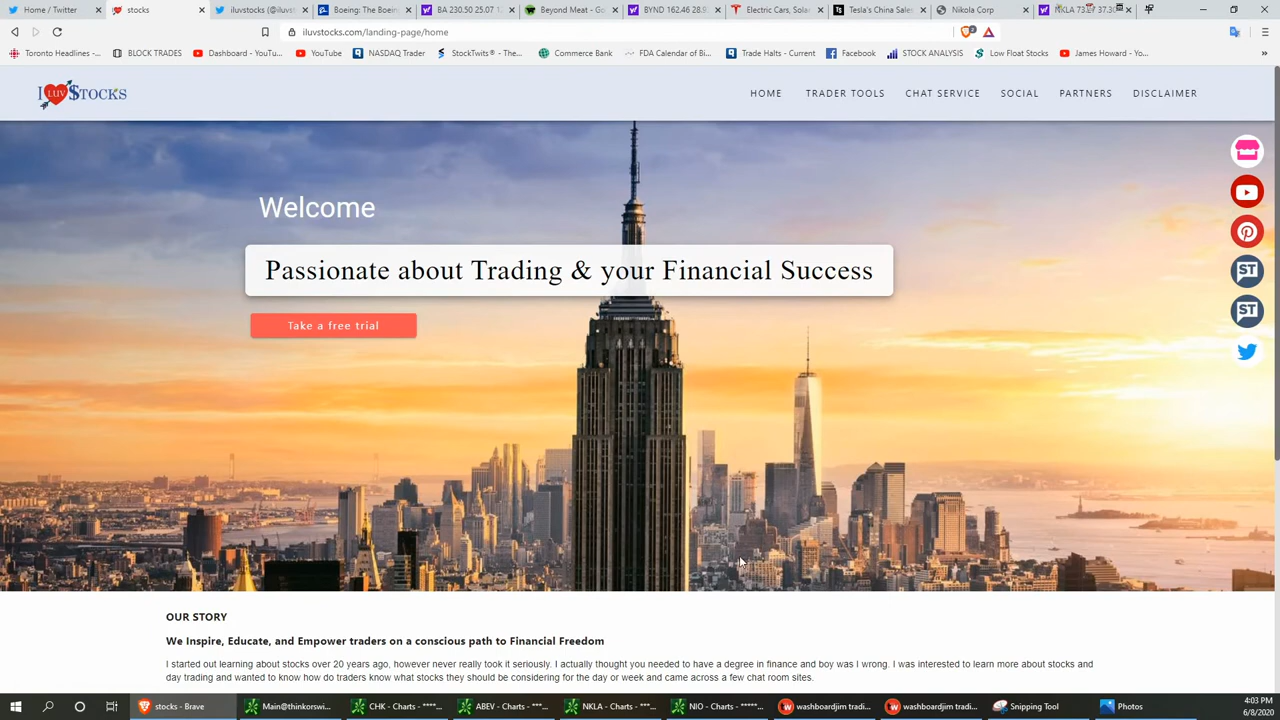 Home / Twitter
stocks
iluvstocks (@iluvs
Boeing: The Boein
BA 230.50 25.07 1
Beyond Meat - Go
BYND 162.46 28.9
Electric Cars, Sola
Tesla's China Sale
Nikola Corp
iluvstocks.com/landing-page/home
Toronto Headlines -...
BLOCK TRADES
Dashboard - YouTu...
YouTube
NASDAQ Trader
StockTwits® - The...
Commerce Bank
FDA Calendar of Bi...
Trade Halts - Current
Facebook
STOCK ANALYSIS
Low Float Stocks
James Howard - Yo...
I LUV $TOCKS
HOME
TRADER TOOLS
CHAT SERVICE
SOCIAL
PARTNERS
DISCLAIMER
Welcome
Passionate about Trading & your Financial Success
Take a free trial
ST
ST
OUR STORY
We Inspire, Educate, and Empower traders on a conscious path to Financial Freedom
I started out learning about stocks over 20 years ago, however never really took it seriously. I actually thought you needed to have a degree in finance and boy was I wrong. I was interested to learn more about stocks and
day trading and wanted to know how do traders know what stocks they should be considering for the day or week and came across a few chat room sites.
stocks - Brave
Main@thinkorswi...
CHK - Charts - ****...
ABEV - Charts - ***...
NKLA - Charts - ***...
NIO - Charts - *****...
washboardjim tradi...
washboardjim tradi...
Snipping Tool
Photos
4:03 PM
6/8/2020